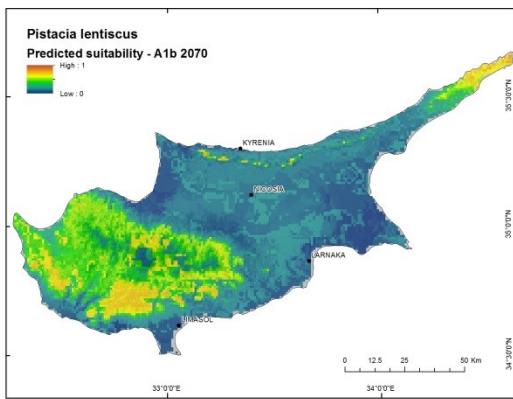 Pistacia lentiscus
Predicted suitability - A1b 2070
High : 1
Low : 0
KYRENIA
NICOSIA
LARNAKA
LIMASOL
35°30'0"N
35°0'0"N
34°30'0"N
0 12.5 25 50 Km
33°0'0"E 34°0'0"E